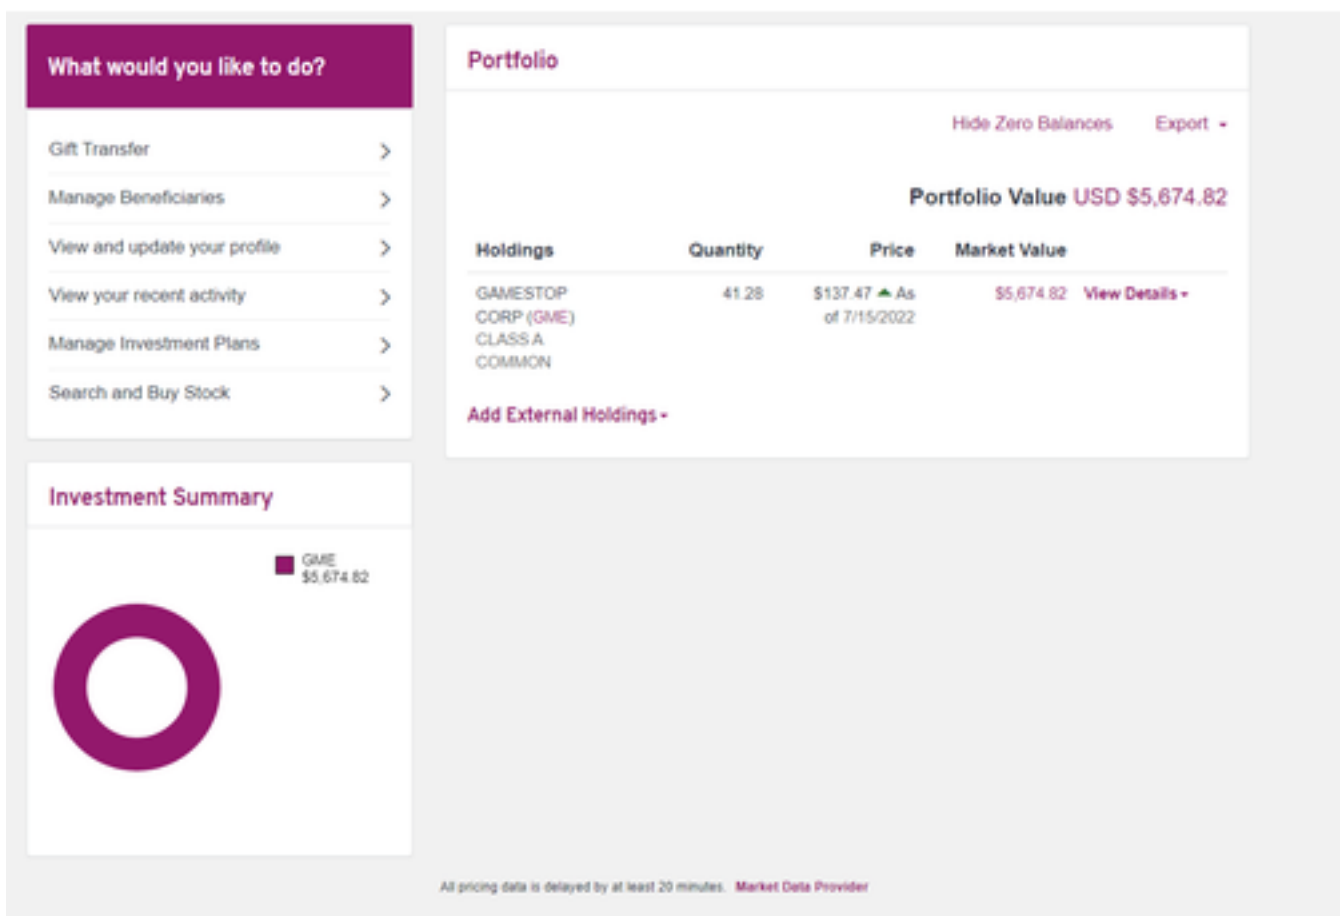 What would you like to do?
Gift Transfer
Manage Beneficiaries
View and update your profile
View your recent activity
Manage Investment Plans
Search and Buy Stock
Investment Summary
GME
$5,674.82
Portfolio
Hide Zero Balances Export
Portfolio Value USD $5,674.82
Holdings Quantity Price Market Value
GAMESTOP 41.28 $137.47 As $5,674.82 View Details
CORP (GME) of 7/15/2022
CLASS A
COMMON
Add External Holdings
All pricing data is delayed by at least 20 minutes. Market Data Provider